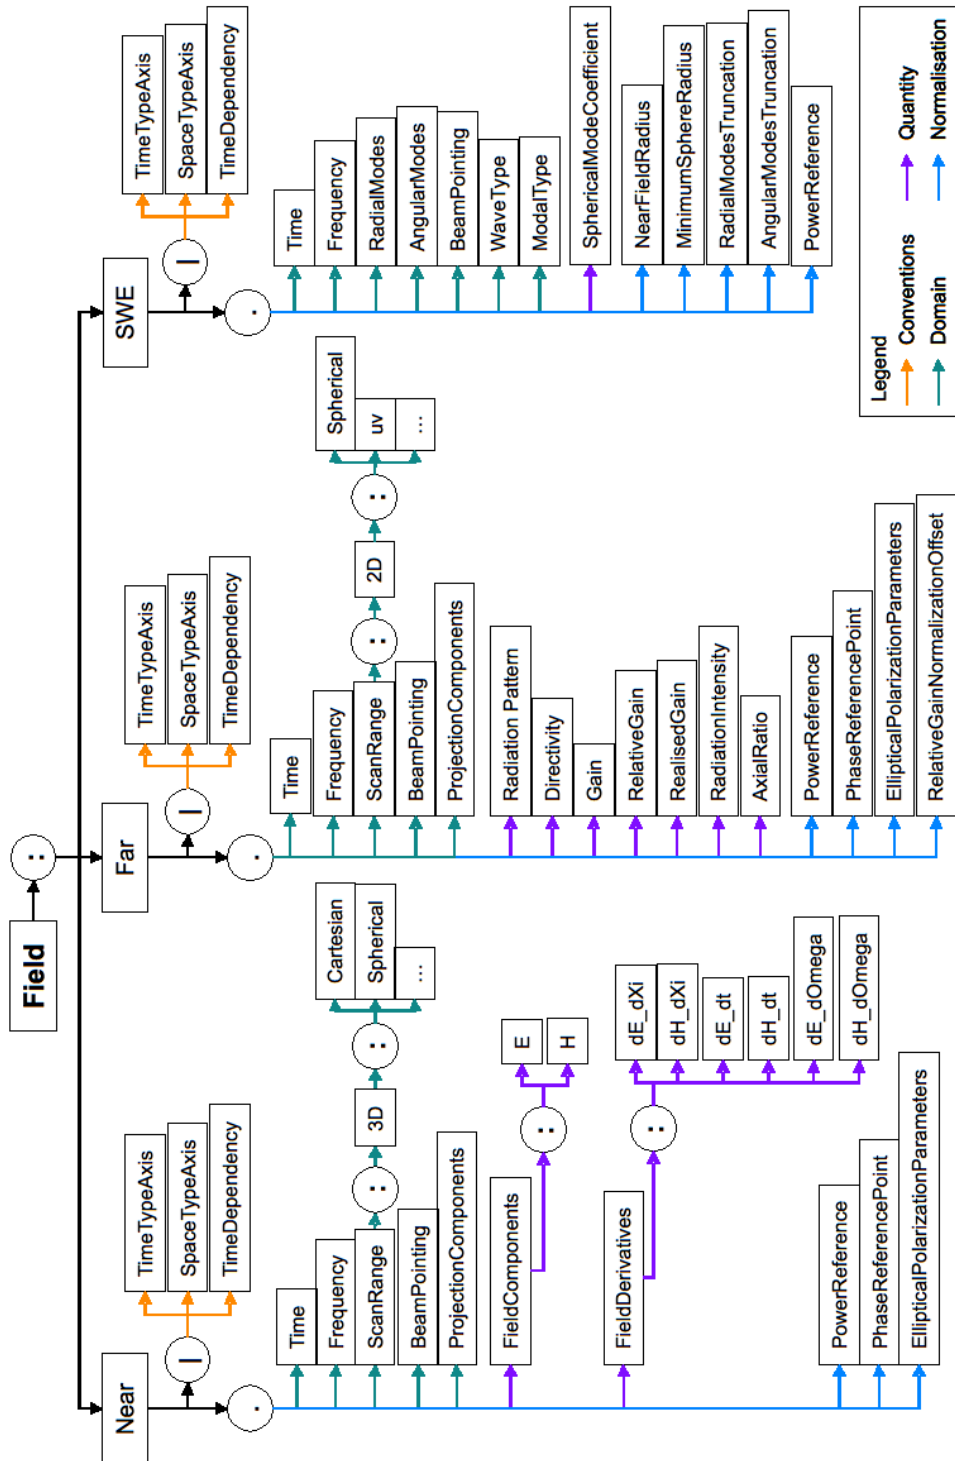 Field
:
Near
|
TimeTypeAxis
SpaceTypeAxis
TimeDependency
.
Time
Frequency
ScanRange
:
3D
:
Cartesian
Spherical
...
BeamPointing
ProjectionComponents
FieldComponents
:
E
H
FieldDerivatives
:
dE_dXi
dH_dXi
dE_dt
dH_dt
dE_dOmega
dH_dOmega
PowerReference
PhaseReferencePoint
EllipticalPolarizationParameters
Far
|
TimeTypeAxis
SpaceTypeAxis
TimeDependency
.
Time
Frequency
ScanRange
:
2D
:
Spherical
uv
...
BeamPointing
ProjectionComponents
Radiation Pattern
Directivity
Gain
RelativeGain
RealisedGain
RadiationIntensity
AxialRatio
PowerReference
PhaseReferencePoint
EllipticalPolarizationParameters
RelativeGainNormalizationOffset
SWE
|
TimeTypeAxis
SpaceTypeAxis
TimeDependency
.
Time
Frequency
RadialModes
AngularModes
BeamPointing
WaveType
ModalType
SphericalModeCoefficient
NearFieldRadius
MinimumSphereRadius
RadialModesTruncation
AngularModesTruncation
PowerReference
Legend
Conventions
Quantity
Domain
Normalisation